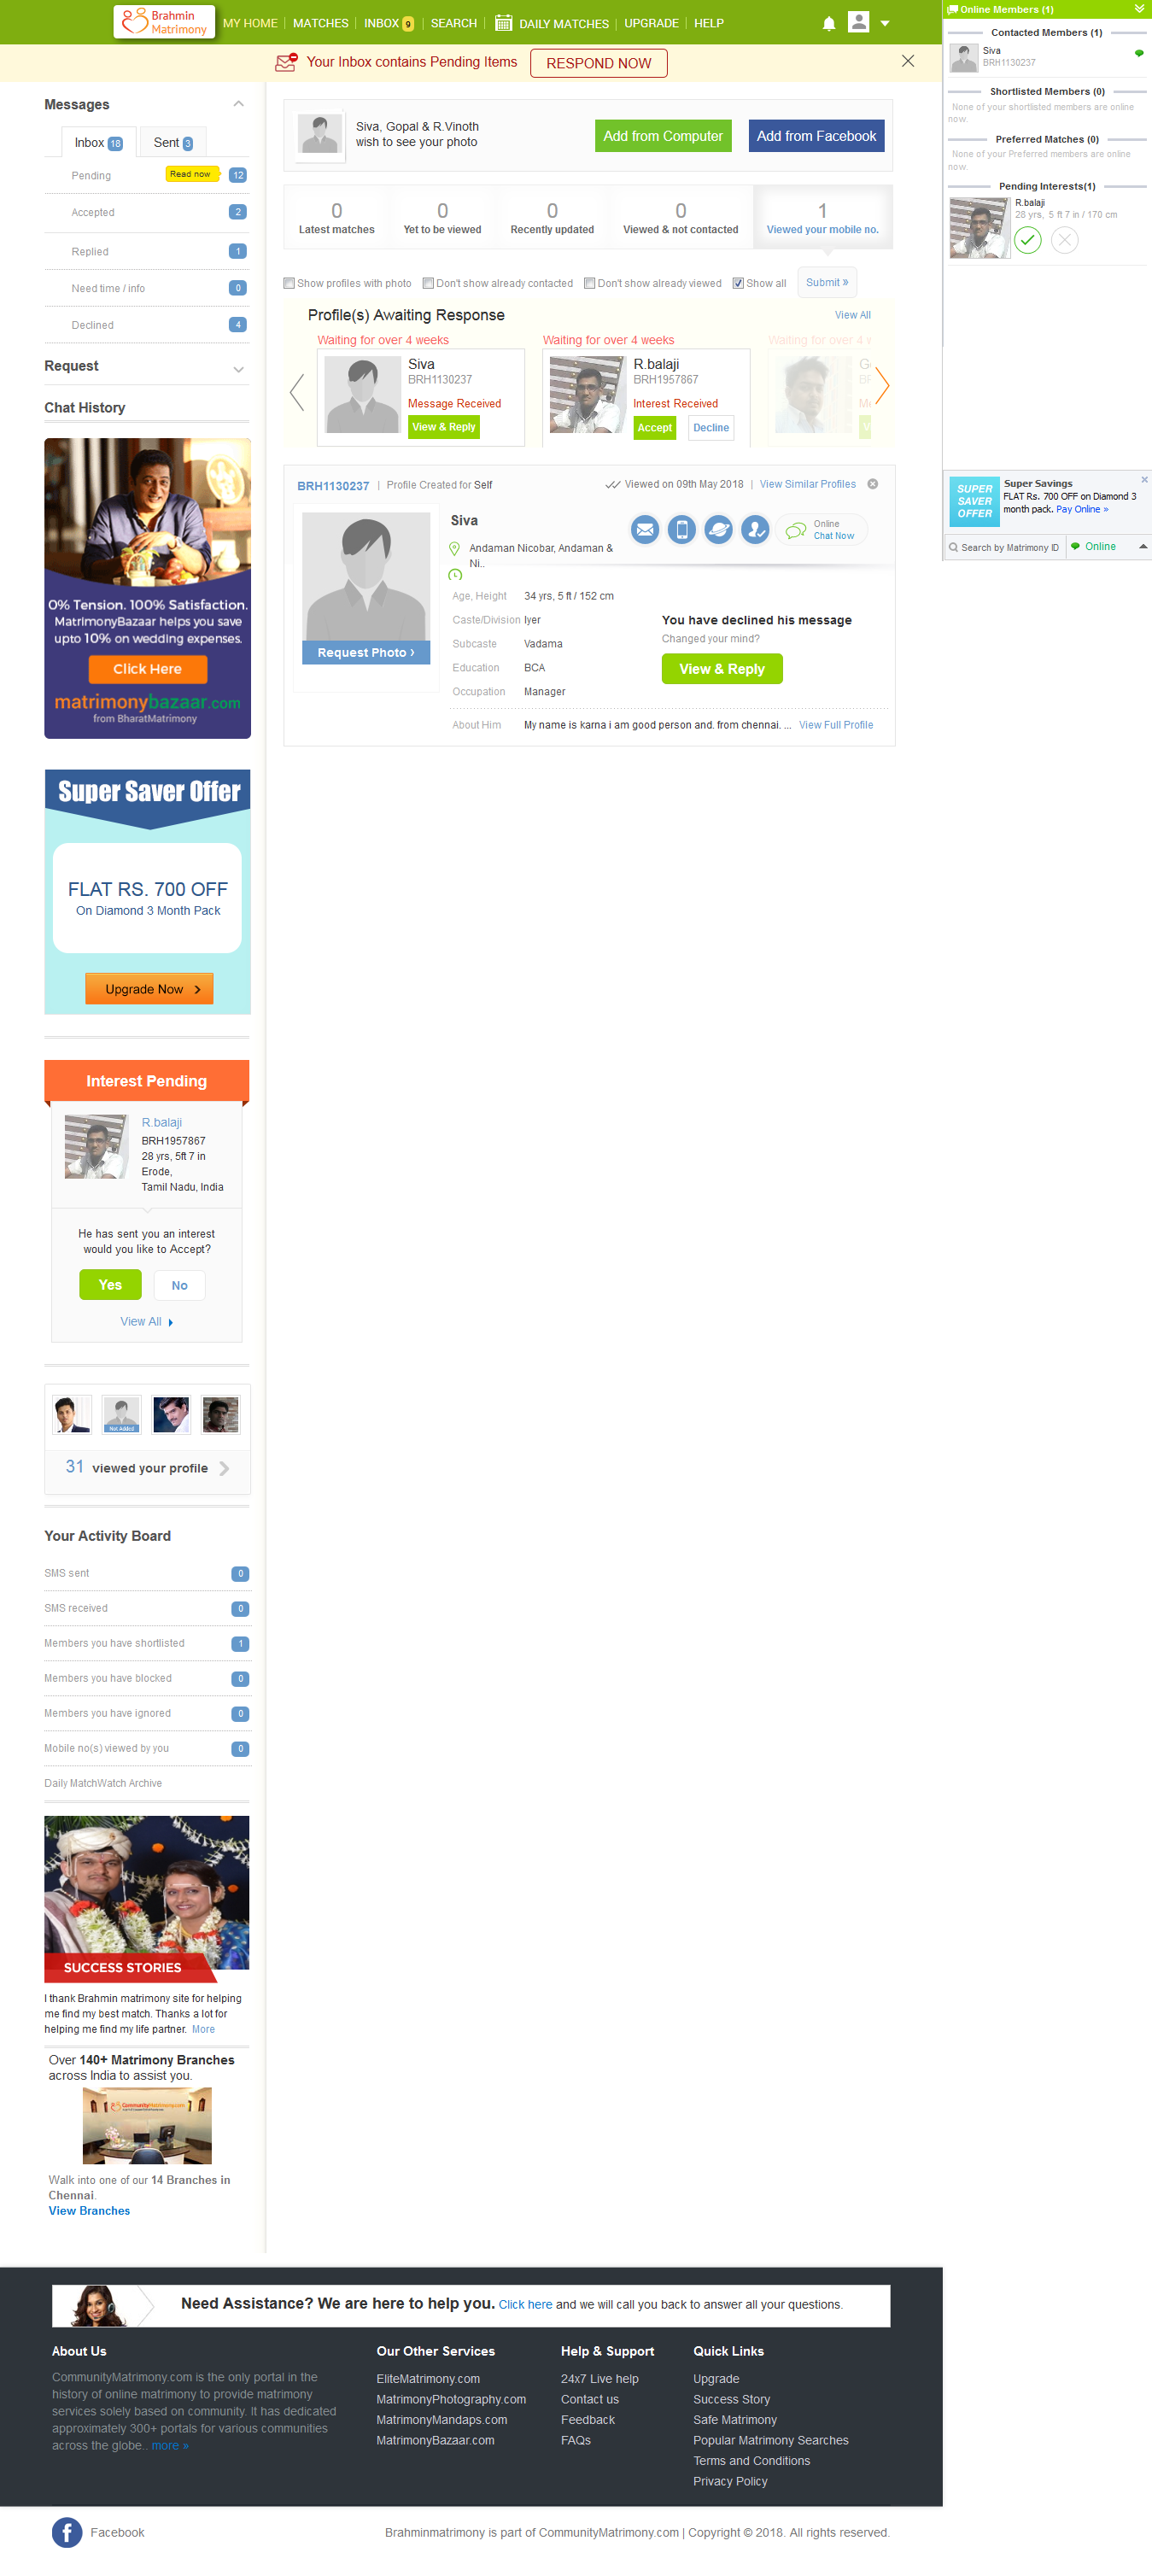 Brahmin
Matrimony
MY HOME
MATCHES
INBOX 9
SEARCH
DAILY MATCHES
UPGRADE
HELP
Your Inbox contains Pending Items
RESPOND NOW
Messages
Inbox 18
Sent 3
Pending
Read now
12
Accepted
2
Replied
1
Need time / info
0
Declined
4
Request
Chat History
0% Tension. 100% Satisfaction.
MatrimonyBazaar helps you save
upto 10% on wedding expenses.
Click Here
matrimonybazaar.com
from BharatMatrimony
Super Saver Offer
FLAT RS. 700 OFF
On Diamond 3 Month Pack
Upgrade Now
Interest Pending
R.balaji
BRH1957867
28 yrs, 5ft 7 in
Erode,
Tamil Nadu, India
He has sent you an interest
would you like to Accept?
Yes
No
View All
Not Added
31 viewed your profile
Your Activity Board
SMS sent
0
SMS received
0
Members you have shortlisted
1
Members you have blocked
0
Members you have ignored
0
Mobile no(s) viewed by you
0
Daily MatchWatch Archive
SUCCESS STORIES
I thank Brahmin matrimony site for helping
me find my best match. Thanks a lot for
helping me find my life partner. More
Over 140+ Matrimony Branches
across India to assist you.
CommunityMatrimony.com
Walk into one of our 14 Branches in
Chennai.
View Branches
Siva, Gopal & R.Vinoth
wish to see your photo
Add from Computer
Add from Facebook
0
Latest matches
0
Yet to be viewed
0
Recently updated
0
Viewed & not contacted
1
Viewed your mobile no.
Show profiles with photo
Don't show already contacted
Don't show already viewed
Show all
Submit »
Profile(s) Awaiting Response
View All
Waiting for over 4 weeks
Siva
BRH1130237
Message Received
View & Reply
Waiting for over 4 weeks
R.balaji
BRH1957867
Interest Received
Accept
Decline
Waiting for over 4
BRH1130237 | Profile Created for Self
Viewed on 09th May 2018 | View Similar Profiles
Request Photo ›
Siva
Andaman Nicobar, Andaman &
Ni..
Online
Chat Now
Age, Height 34 yrs, 5 ft / 152 cm
Caste/Division Iyer
Subcaste Vadama
Education BCA
Occupation Manager
You have declined his message
Changed your mind?
View & Reply
About Him My name is karna i am good person and. from chennai. ... View Full Profile
Online Members (1)
Contacted Members (1)
Siva
BRH1130237
Shortlisted Members (0)
None of your shortlisted members are online
now.
Preferred Matches (0)
None of your Preferred members are online
now.
Pending Interests(1)
R.balaji
28 yrs, 5 ft 7 in / 170 cm
SUPER
SAVER
OFFER
Super Savings
FLAT Rs. 700 OFF on Diamond 3
month pack. Pay Online »
Search by Matrimony ID
Online
Need Assistance? We are here to help you. Click here and we will call you back to answer all your questions.
About Us
CommunityMatrimony.com is the only portal in the
history of online matrimony to provide matrimony
services solely based on community. It has dedicated
approximately 300+ portals for various communities
across the globe.. more »
Our Other Services
EliteMatrimony.com
MatrimonyPhotography.com
MatrimonyMandaps.com
MatrimonyBazaar.com
Help & Support
24x7 Live help
Contact us
Feedback
FAQs
Quick Links
Upgrade
Success Story
Safe Matrimony
Popular Matrimony Searches
Terms and Conditions
Privacy Policy
Facebook
Brahminmatrimony is part of CommunityMatrimony.com | Copyright © 2018. All rights reserved.